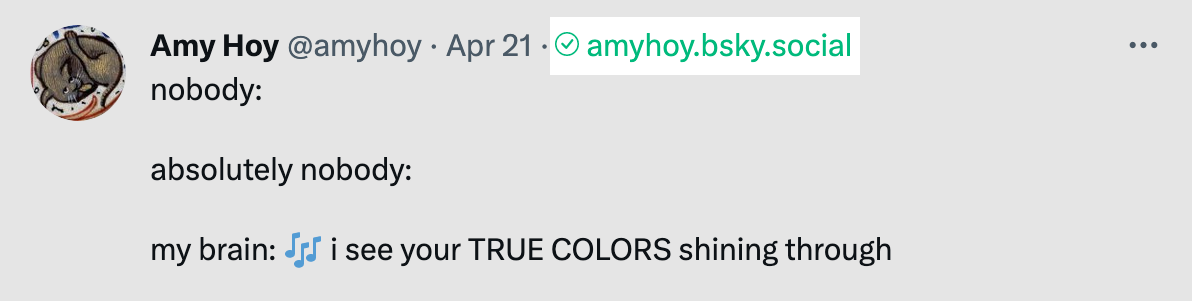 Amy Hoy @amyhoy · Apr 21 · amyhoy.bsky.social
nobody:
absolutely nobody:
my brain: 🎶 i see your TRUE COLORS shining through